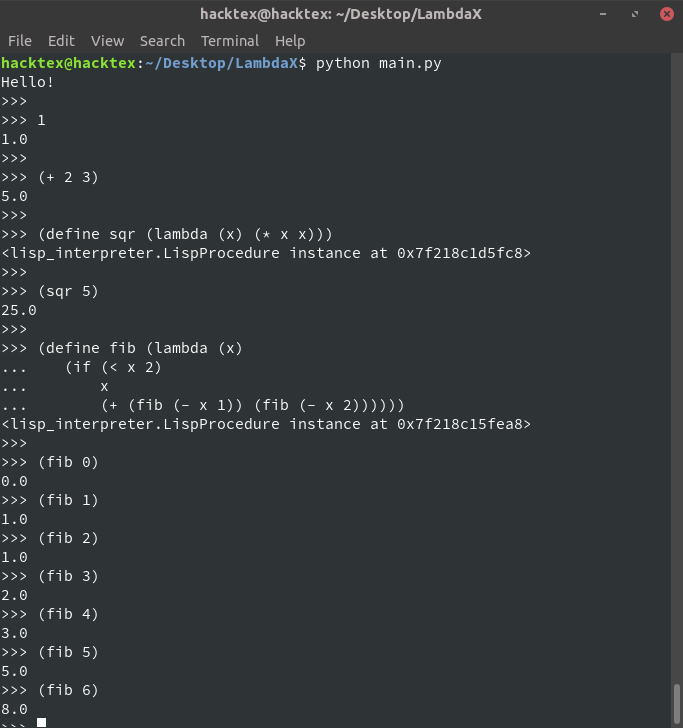 hacktex@hacktex: ~/Desktop/LambdaX
File Edit View Search Terminal Help
hacktex@hacktex:~/Desktop/LambdaX$ python main.py
Hello!
>>>
>>> 1
1.0
>>>
>>> (+ 2 3)
5.0
>>>
>>> (define sqr (lambda (x) (* x x)))
<lisp_interpreter.LispProcedure instance at 0x7f218c1d5fc8>
>>>
>>> (sqr 5)
25.0
>>>
>>> (define fib (lambda (x)
...    (if (< x 2)
...        x
...        (+ (fib (- x 1)) (fib (- x 2))))))
<lisp_interpreter.LispProcedure instance at 0x7f218c15fea8>
>>>
>>> (fib 0)
0.0
>>> (fib 1)
1.0
>>> (fib 2)
1.0
>>> (fib 3)
2.0
>>> (fib 4)
3.0
>>> (fib 5)
5.0
>>> (fib 6)
8.0
>>>